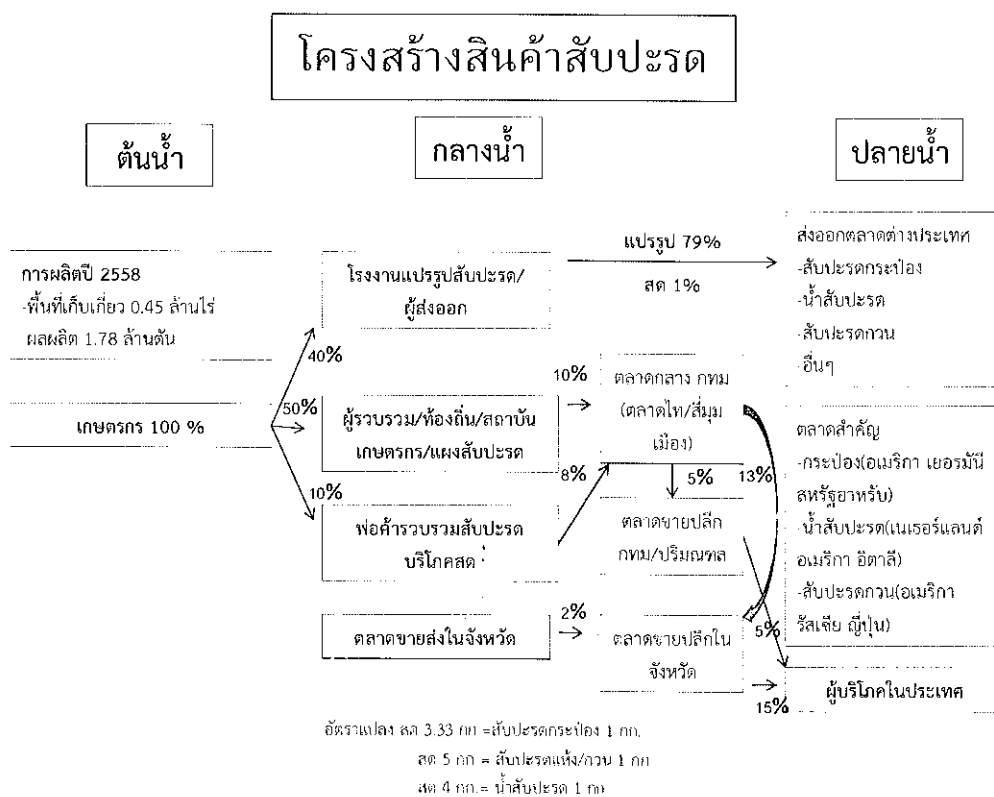 โครงสร้างสินค้าสับปะรด
ต้นน้ำ
กลางน้ำ
ปลายน้ำ
การผลิตปี 2558
-พื้นที่เก็บเกี่ยว 0.45 ล้านไร่
ผลผลิต 1.78 ล้านตัน
เกษตรกร 100 %
40%
50%
10%
โรงงานแปรรูปสับปะรด/
ผู้ส่งออก
ผู้รวบรวม/ท้องถิ่น/สถาบัน
เกษตรกร/แผงสับปะรด
พ่อค้ารวบรวมสับปะรด
บริโภคสด
ตลาดขายส่งในจังหวัด
แปรรูป 79%
สด 1%
10%
8%
2%
ตลาดกลาง กทม
(ตลาดไท/สี่มุม
เมือง)
5%
13%
ตลาดขายปลีก
กทม/ปริมณฑล
ตลาดขายปลีกใน
จังหวัด
5%
15%
ส่งออกตลาดต่างประเทศ
-สับปะรดกระป๋อง
-น้ำสับปะรด
-สับปะรดกวน
-อื่นๆ
ตลาดสำคัญ
-กระป๋อง(อเมริกา เยอรมันี
สหรัฐอาหรับ)
-น้ำสับปะรด(เนเธอร์แลนด์
อเมริกา อิตาลี)
-สับปะรดกวน(อเมริกา
รัสเซีย ญี่ปุ่น)
ผู้บริโภคในประเทศ
อัตราแปลง สด 3.33 กก =สับปะรดกระป๋อง 1 กก.
สด 5 กก = สับปะรดแห้ง/กวน 1 กก
สด 4 กก.= น้ำสับปะรด 1 กก